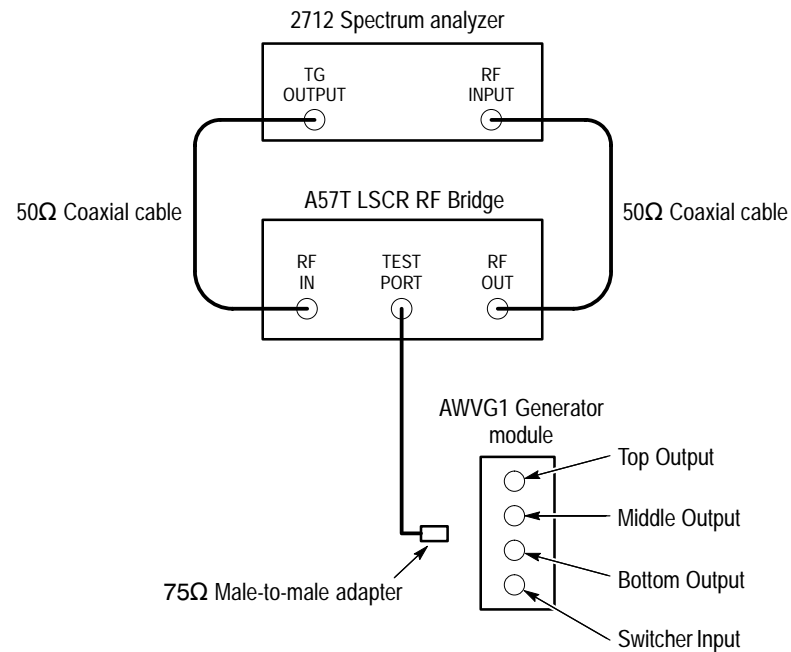 2712 Spectrum analyzer
TG
OUTPUT
RF
INPUT
50Ω Coaxial cable
50Ω Coaxial cable
A57T LSCR RF Bridge
RF
IN
TEST
PORT
RF
OUT
AWVG1 Generator
module
Top Output
Middle Output
Bottom Output
Switcher Input
75Ω Male-to-male adapter